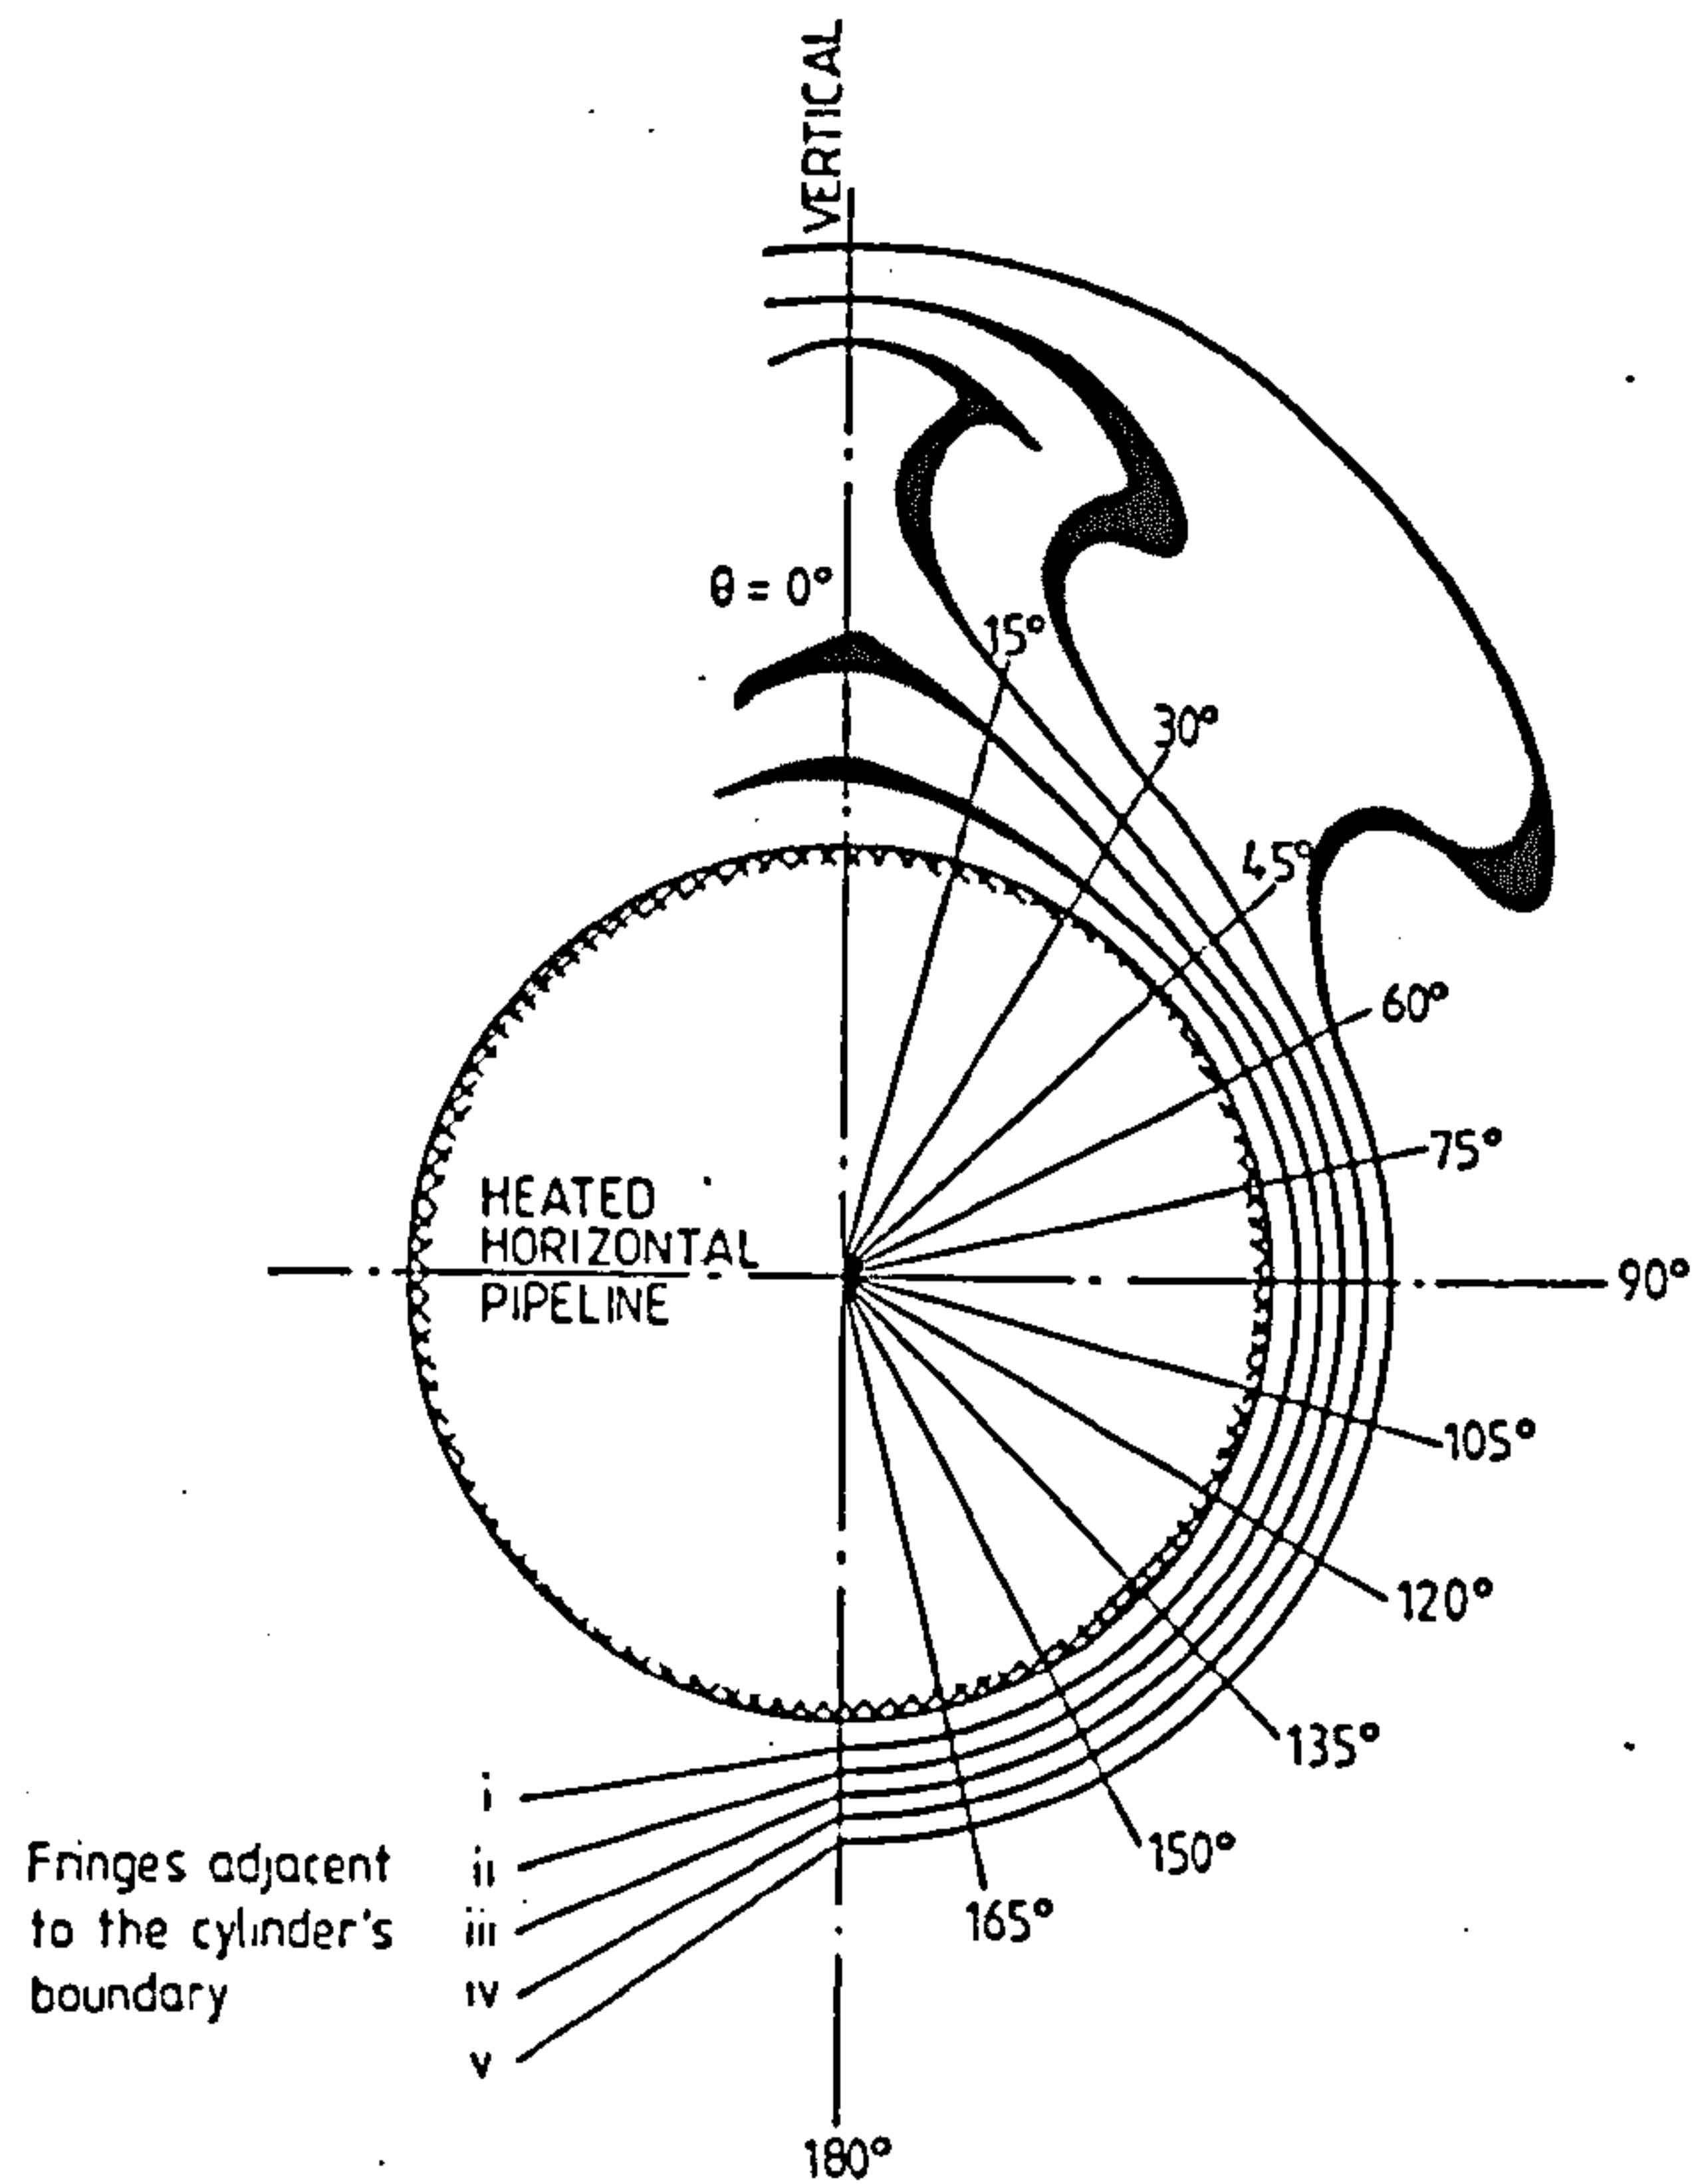 VERTICAL
θ = 0°
15°
30°
45°
60°
75°
HEATED
HORIZONTAL
PIPELINE
90°
105°
120°
135°
150°
165°
i
ii
iii
iv
v
Fringes adjacent
to the cylinder's
boundary
180°